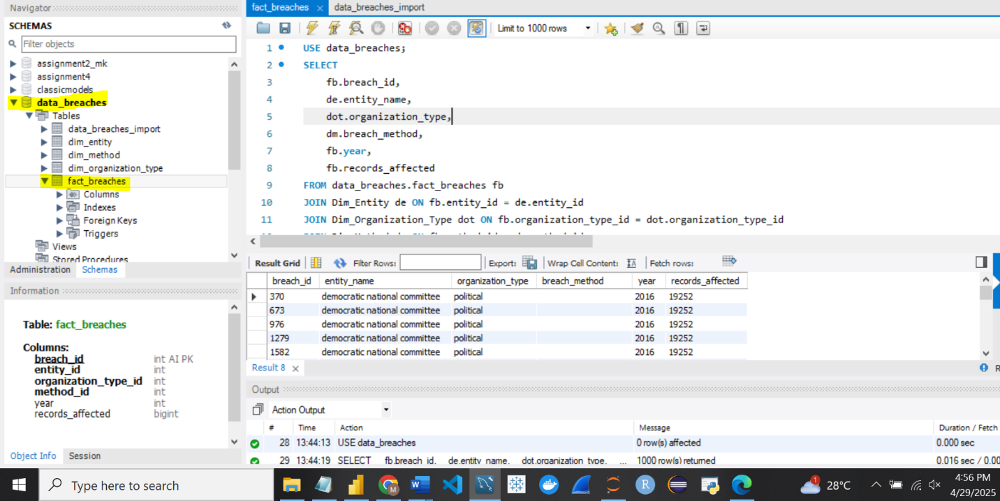 Navigator
SCHEMAS
Filter objects
assignment2_mk
assignment4
classicmodels
data_breaches
Tables
data_breaches_import
dim_entity
dim_method
dim_organization_type
fact_breaches
Columns
Indexes
Foreign Keys
Triggers
Views
Stored Procedures
Administration Schemas
Information
Table: fact_breaches
Columns:
breach_id int AI PK
entity_id int
organization_type_id int
method_id int
year int
records_affected bigint
Object Info Session
fact_breaches data_breaches_import
Limit to 1000 rows
1 USE data_breaches;
2 SELECT
3 fb.breach_id,
4 de.entity_name,
5 dot.organization_type,
6 dm.breach_method,
7 fb.year,
8 fb.records_affected
9 FROM data_breaches.fact_breaches fb
10 JOIN Dim_Entity de ON fb.entity_id = de.entity_id
11 JOIN Dim_Organization_Type dot ON fb.organization_type_id = dot.organization_type_id
Result Grid Filter Rows: Export: Wrap Cell Content: Fetch rows:
breach_id entity_name organization_type breach_method year records_affected
370 democratic national committee political 2016 19252
673 democratic national committee political 2016 19252
976 democratic national committee political 2016 19252
1279 democratic national committee political 2016 19252
1582 democratic national committee political 2016 19252
Result 8
Output
Action Output
# Time Action Message Duration / Fetch
28 13:44:13 USE data_breaches 0 row(s) affected 0.000 sec
29 13:44:19 SELECT fb.breach_id, de.entity_name, dot.organization_type, ... 1000 row(s) returned 0.016 sec / 0.00
Type here to search
1
28°C
4:56 PM
4/29/2025